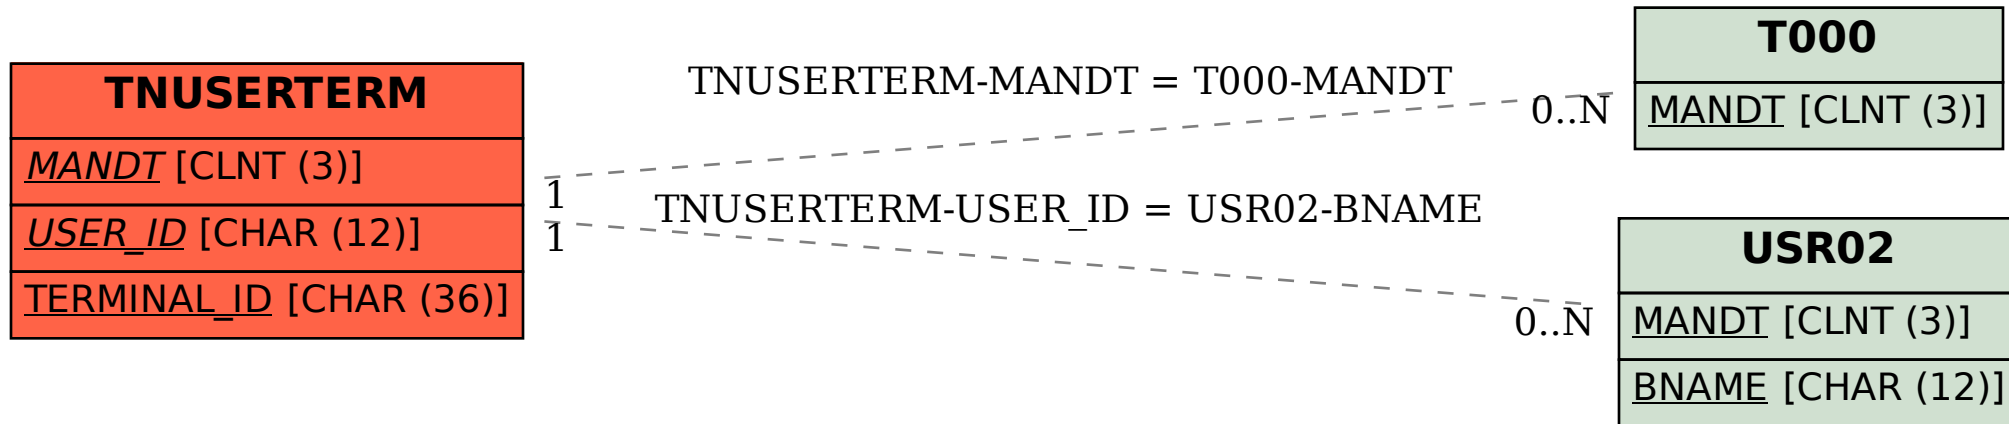 TNUSERTERM
MANDT [CLNT (3)]
USER_ID [CHAR (12)]
TERMINAL_ID [CHAR (36)]
TNUSERTERM-MANDT = T000-MANDT
1
0..N
TNUSERTERM-USER_ID = USR02-BNAME
1
0..N
T000
MANDT [CLNT (3)]
USR02
MANDT [CLNT (3)]
BNAME [CHAR (12)]